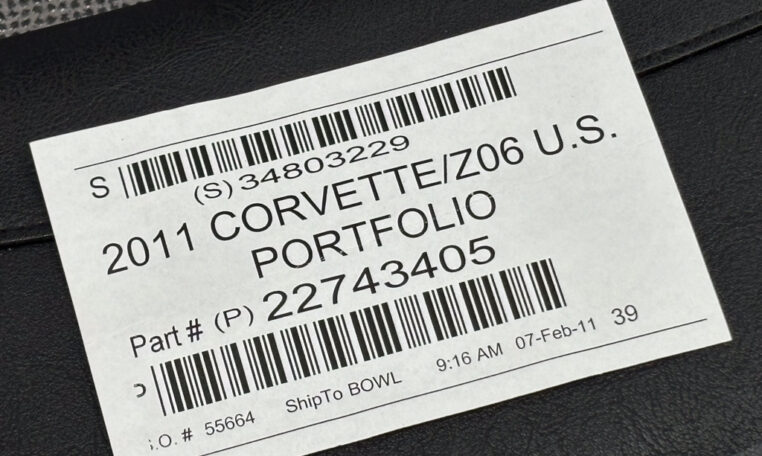 S
(S) 34803229
2011 CORVETTE/Z06 U.S.
PORTFOLIO
Part # (P) 22743405
S.O. # 55664 ShipTo BOWL 9:16 AM 07-Feb-11 39